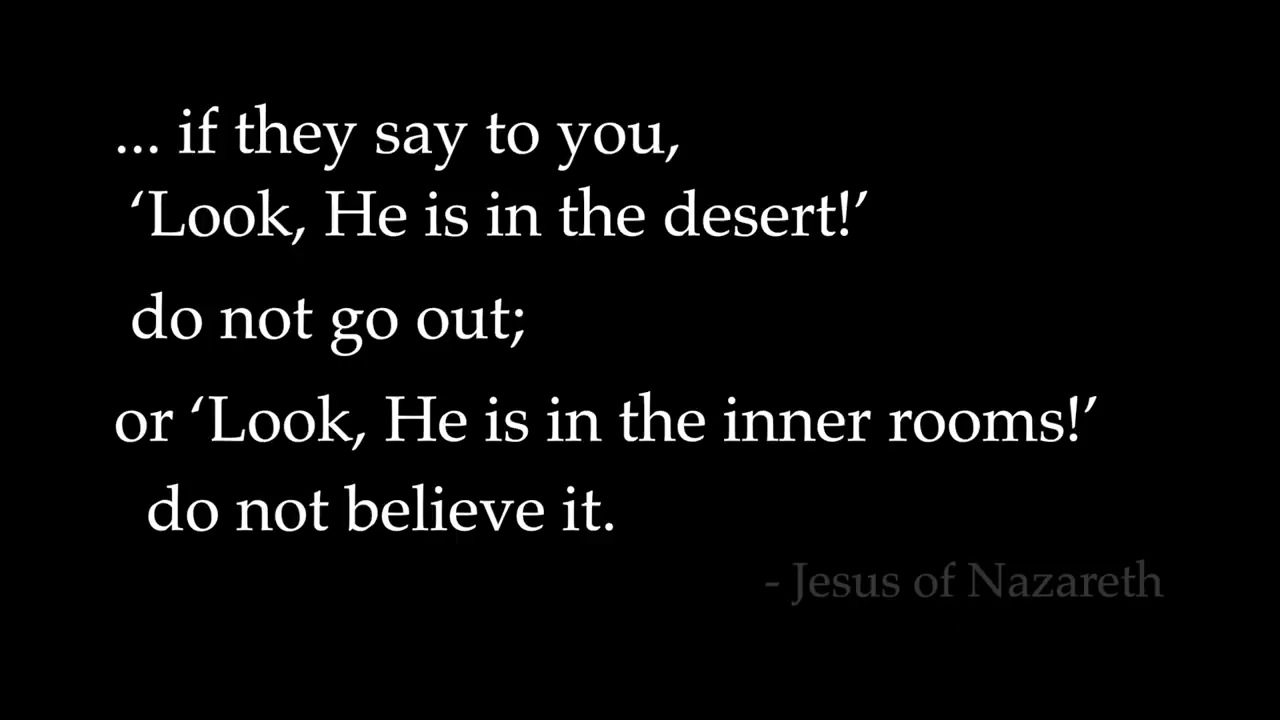 ... if they say to you,
‘Look, He is in the desert!’
do not go out;
or ‘Look, He is in the inner rooms!’
do not believe it.
- Jesus of Nazareth